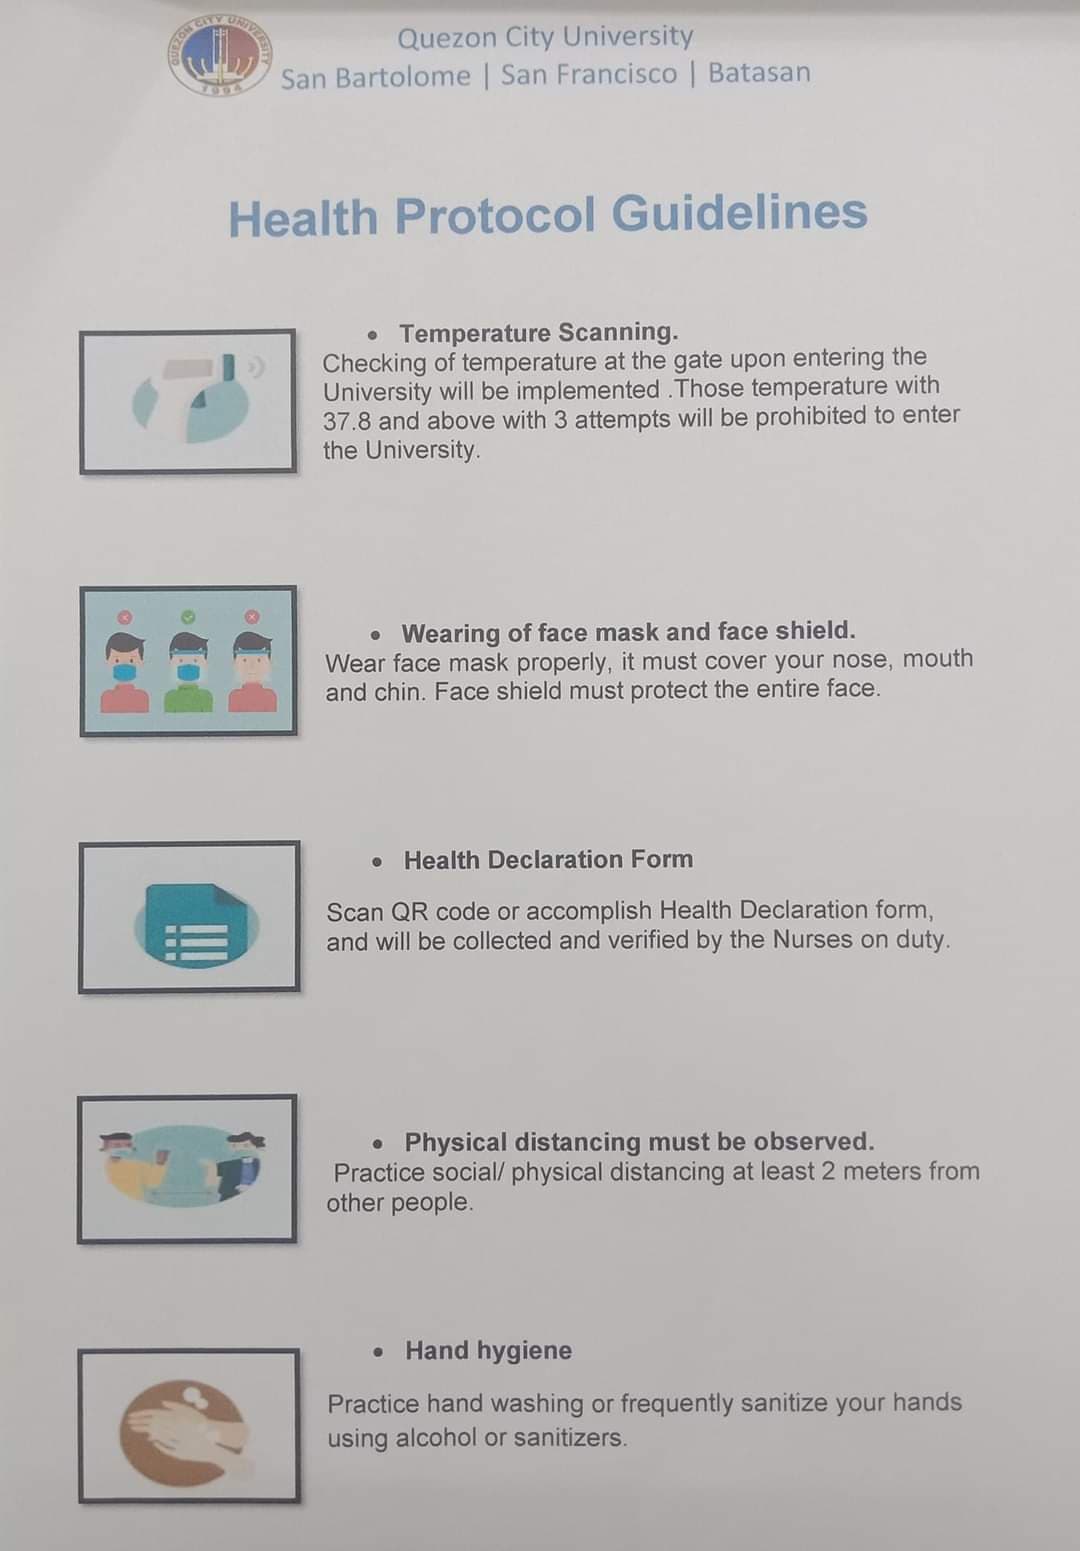 QUEZON CITY UNIVERSITY
1994
Quezon City University
San Bartolome | San Francisco | Batasan
Health Protocol Guidelines
• Temperature Scanning.
Checking of temperature at the gate upon entering the
University will be implemented .Those temperature with
37.8 and above with 3 attempts will be prohibited to enter
the University.
• Wearing of face mask and face shield.
Wear face mask properly, it must cover your nose, mouth
and chin. Face shield must protect the entire face.
• Health Declaration Form
Scan QR code or accomplish Health Declaration form,
and will be collected and verified by the Nurses on duty.
• Physical distancing must be observed.
Practice social/ physical distancing at least 2 meters from
other people.
• Hand hygiene
Practice hand washing or frequently sanitize your hands
using alcohol or sanitizers.